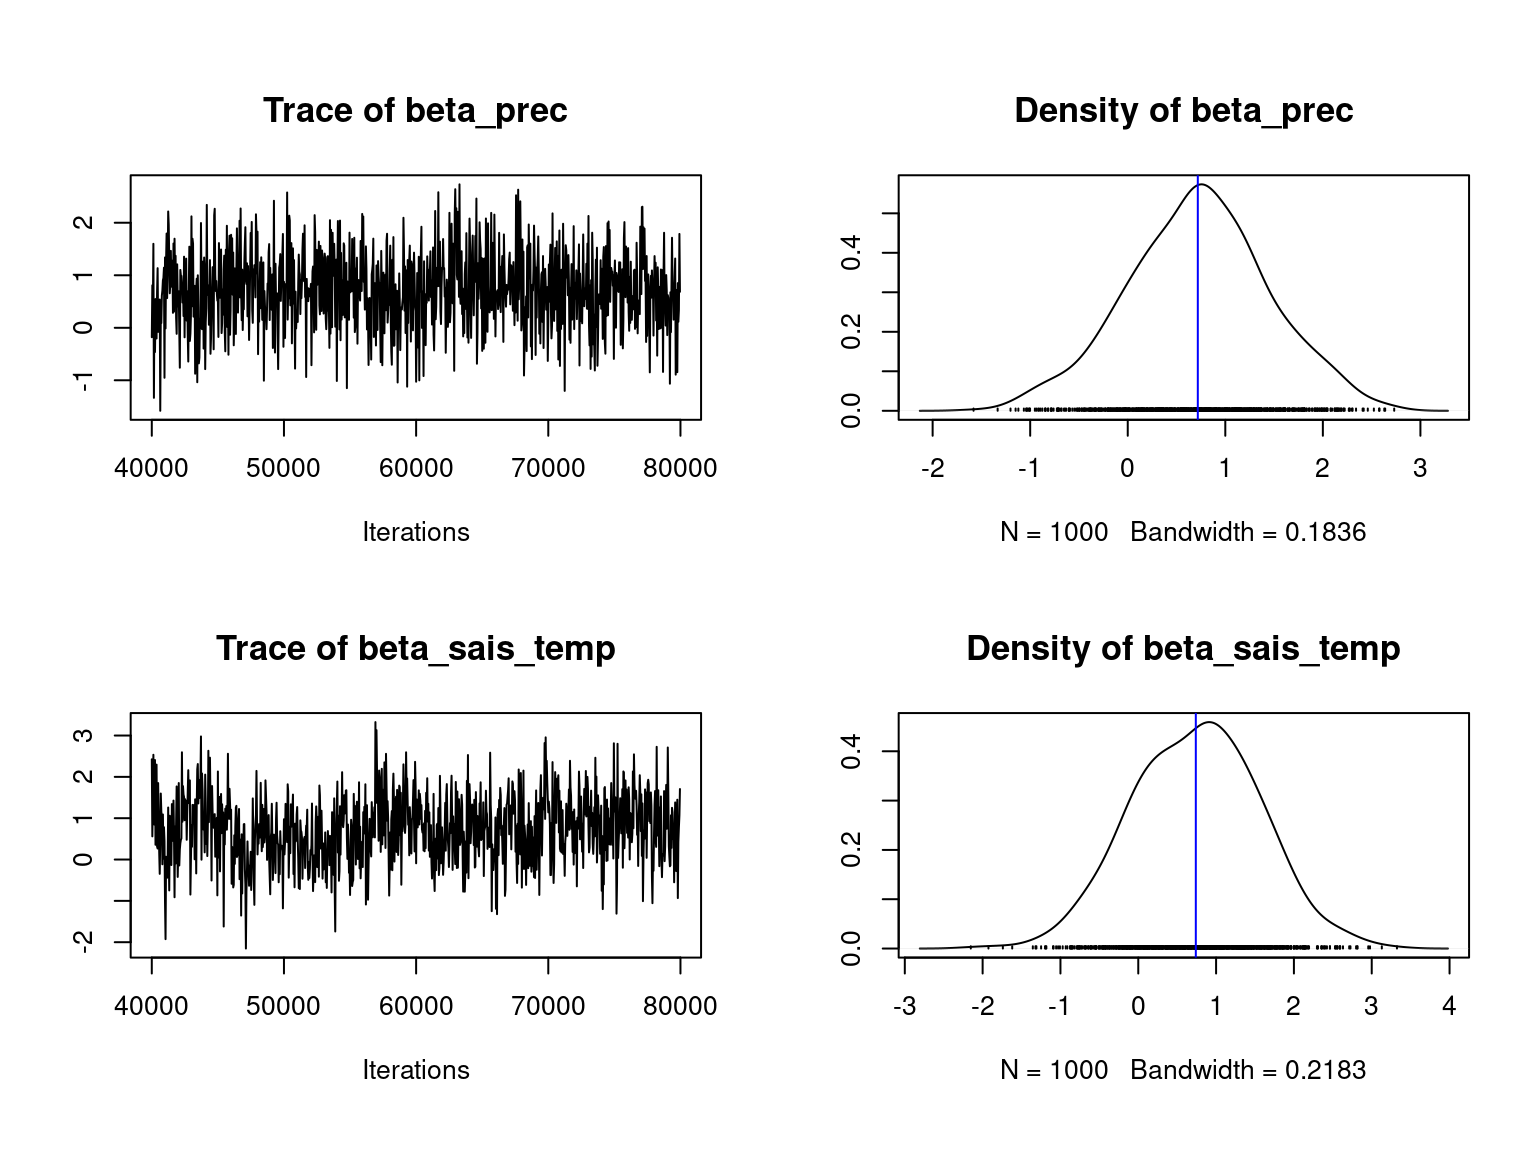 Trace of beta_prec
2
1
0
-1
40000 50000 60000 70000 80000
Iterations
Density of beta_prec
0.4
0.2
0.0
-2 -1 0 1 2 3
N = 1000 Bandwidth = 0.1836
Trace of beta_sais_temp
3
2
1
0
-2
40000 50000 60000 70000 80000
Iterations
Density of beta_sais_temp
0.4
0.2
0.0
-3 -2 -1 0 1 2 3 4
N = 1000 Bandwidth = 0.2183